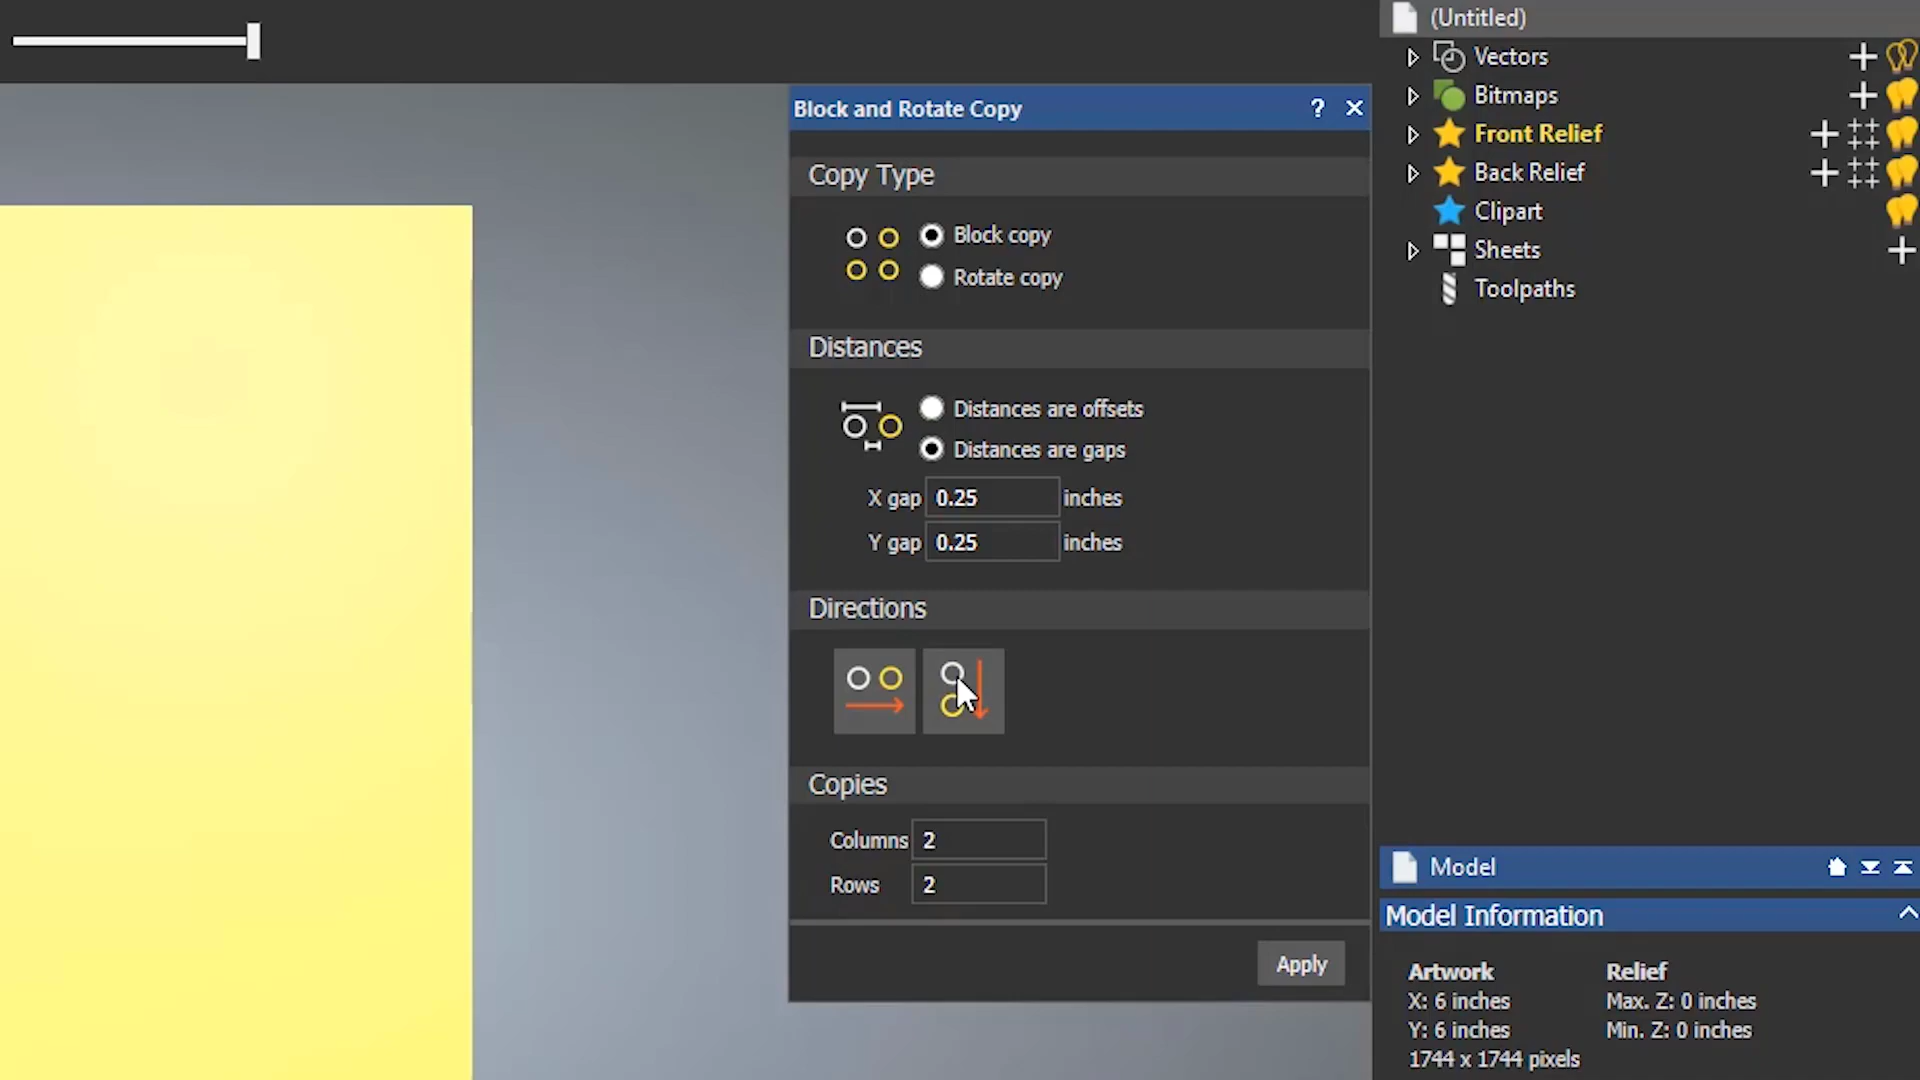 Block and Rotate Copy ?
Copy Type
Block copy
Rotate copy
Distances
Distances are offsets
Distances are gaps
X gap 0.25 inches
Y gap 0.25 inches
Directions
Copies
Columns 2
Rows 2
Apply
(Untitled)
Vectors
Bitmaps
Front Relief
Back Relief
Clipart
Sheets
Toolpaths
Model
Model Information
Artwork Relief
X: 6 inches Max. Z: 0 inches
Y: 6 inches Min. Z: 0 inches
1744 x 1744 pixels